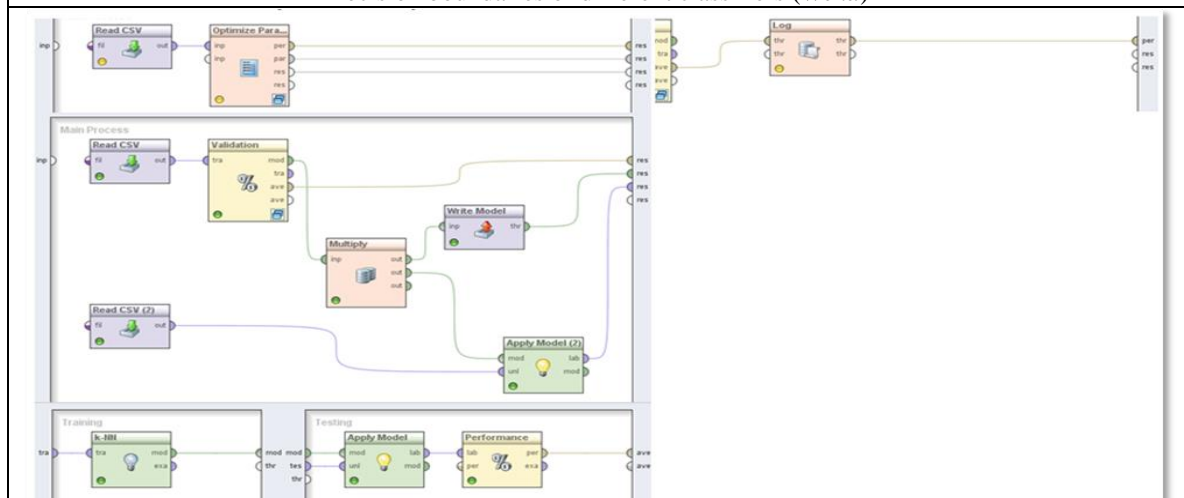 Read CSV
inp
fil
out
Optimize Para...
inp
inp
per
par
res
res
res
res
res
res
nod
tra
ave
ave
Log
thr
thr
thr
thr
per
res
res
Main Process
inp
Read CSV
fil
out
Validation
tra
mod
tra
ave
ave
res
res
res
res
Write Model
inp
thr
Multiply
inp
out
out
out
Read CSV (2)
fil
out
Apply Model (2)
mod
unl
lab
mod
Training
tra
k-NN
tra
mod
exa
mod
thr
Testing
mod
tes
thr
Apply Model
mod
unl
lab
mod
Performance
lab
per
per
exa
ave
ave